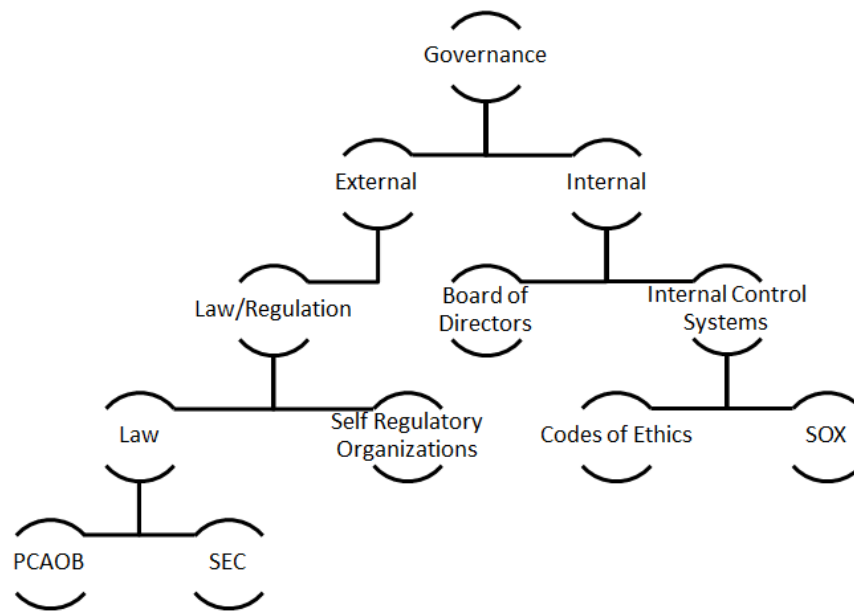 Governance
External
Internal
Law/Regulation
Board of
Directors
Internal Control
Systems
Law
Self Regulatory
Organizations
Codes of Ethics
SOX
PCAOB
SEC